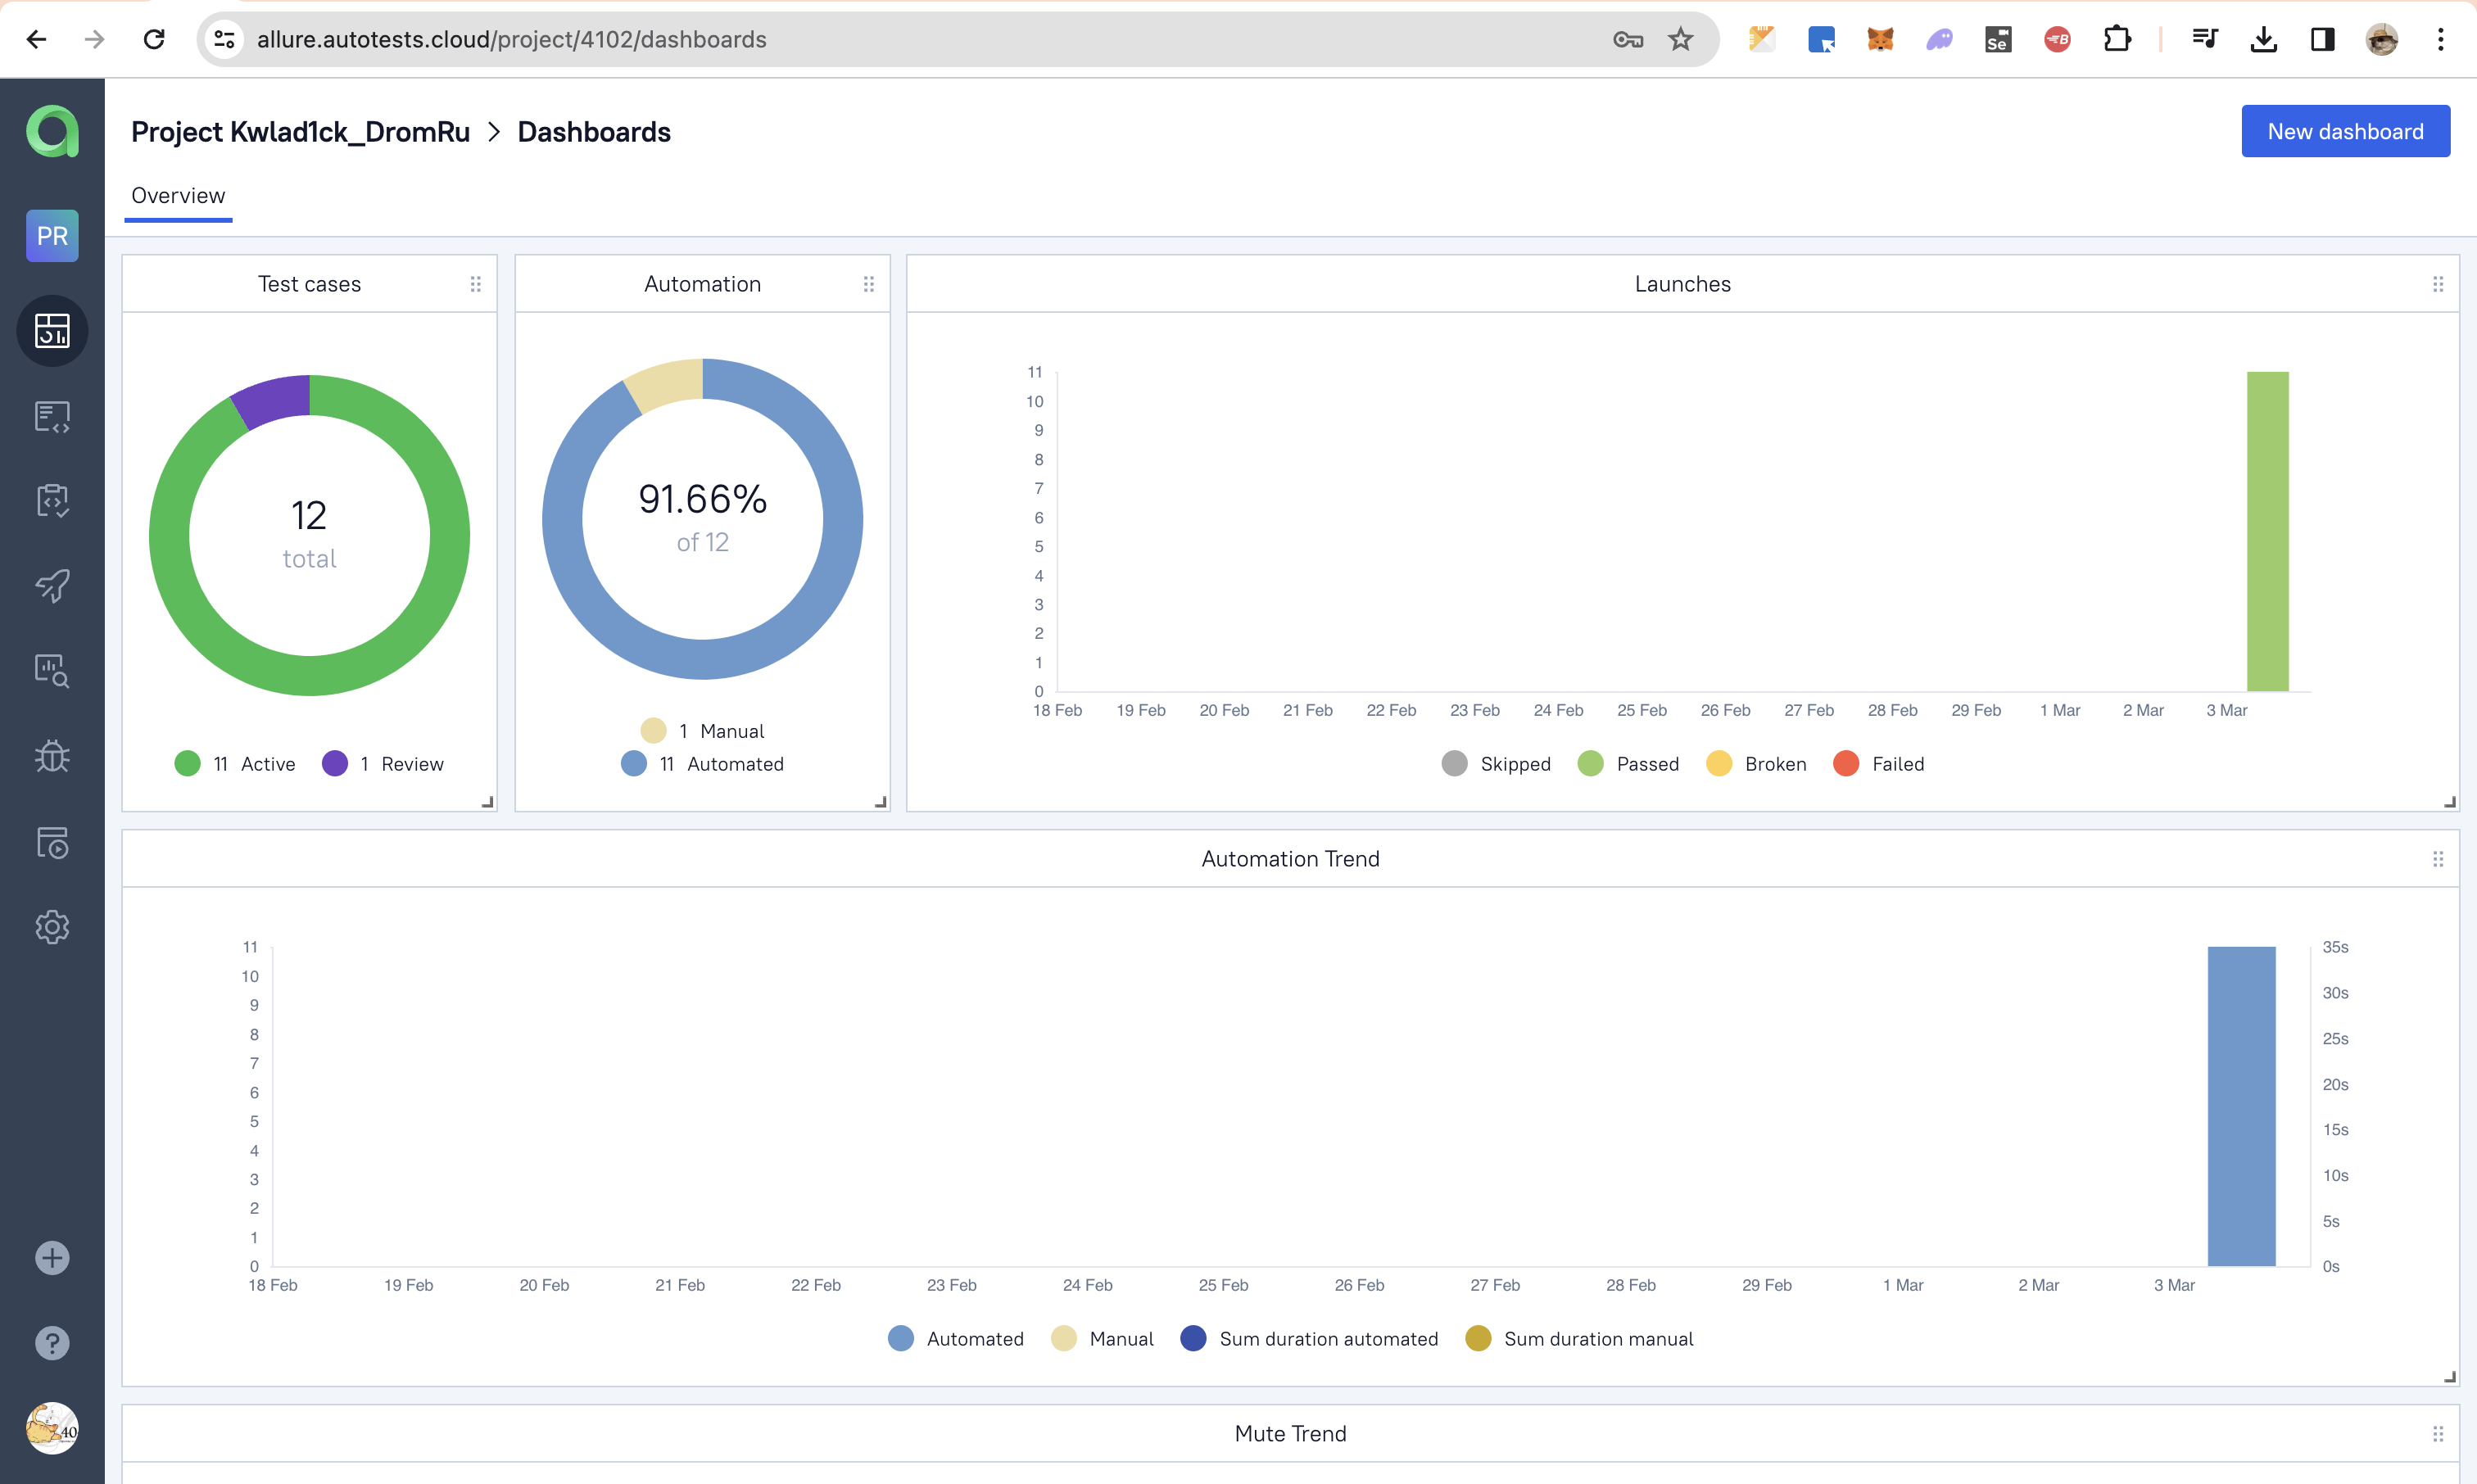 allure.autotests.cloud/project/4102/dashboards
Se
B
Project Kwlad1ck_DromRu > Dashboards
New dashboard
Overview
PR
Test cases
12
total
11 Active
1 Review
Automation
91.66%
of 12
1 Manual
11 Automated
Launches
11
10
9
8
7
6
5
4
3
2
1
0
18 Feb 19 Feb 20 Feb 21 Feb 22 Feb 23 Feb 24 Feb 25 Feb 26 Feb 27 Feb 28 Feb 29 Feb 1 Mar 2 Mar 3 Mar
Skipped Passed Broken Failed
Automation Trend
11
10
9
8
7
6
5
4
3
2
1
0
35s
30s
25s
20s
15s
10s
5s
0s
18 Feb 19 Feb 20 Feb 21 Feb 22 Feb 23 Feb 24 Feb 25 Feb 26 Feb 27 Feb 28 Feb 29 Feb 1 Mar 2 Mar 3 Mar
Automated Manual Sum duration automated Sum duration manual
Mute Trend
?
40